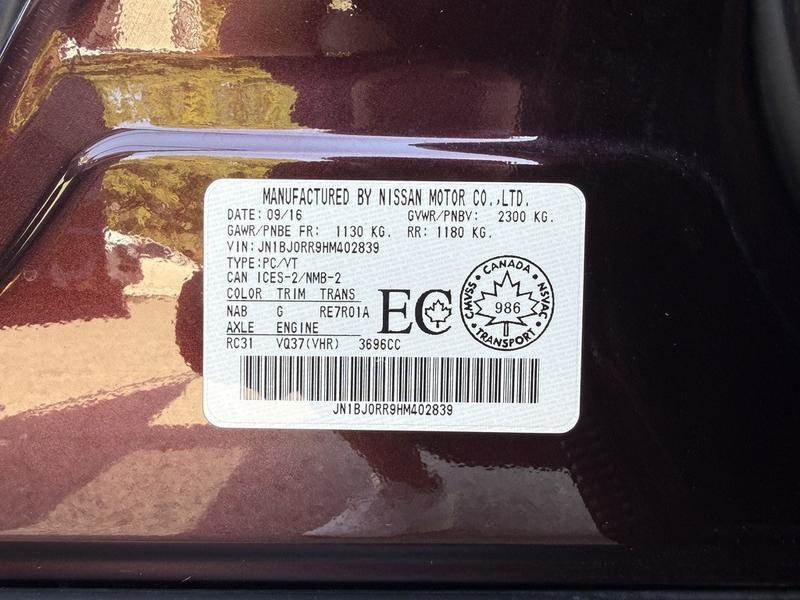 MANUFACTURED BY NISSAN MOTOR CO.,LTD.
DATE: 09/16 GVWR/PNBV: 2300 KG.
GAWR/PNBE FR: 1130 KG. RR: 1180 KG.
VIN: JN1BJ0RR9HM402839
TYPE:PC/VT
CAN ICES-2/NMB-2
COLOR TRIM TRANS
NAB G RE7R01A
AXLE ENGINE
RC31 VQ37(VHR) 3696CC
EC
CANADA
CMVSS NSVAC
986
TRANSPORT
JN1BJ0RR9HM402839